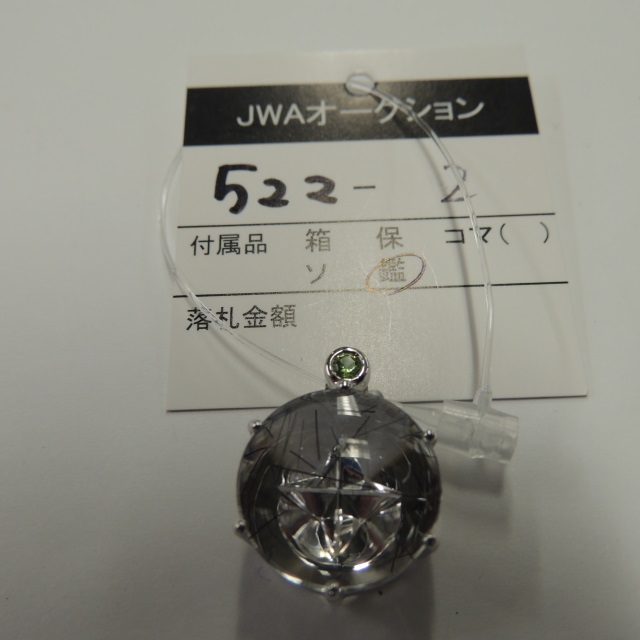 JWAオークション
522-2
付属品 箱 保 コマ( )
ソ 鑑
落札金額